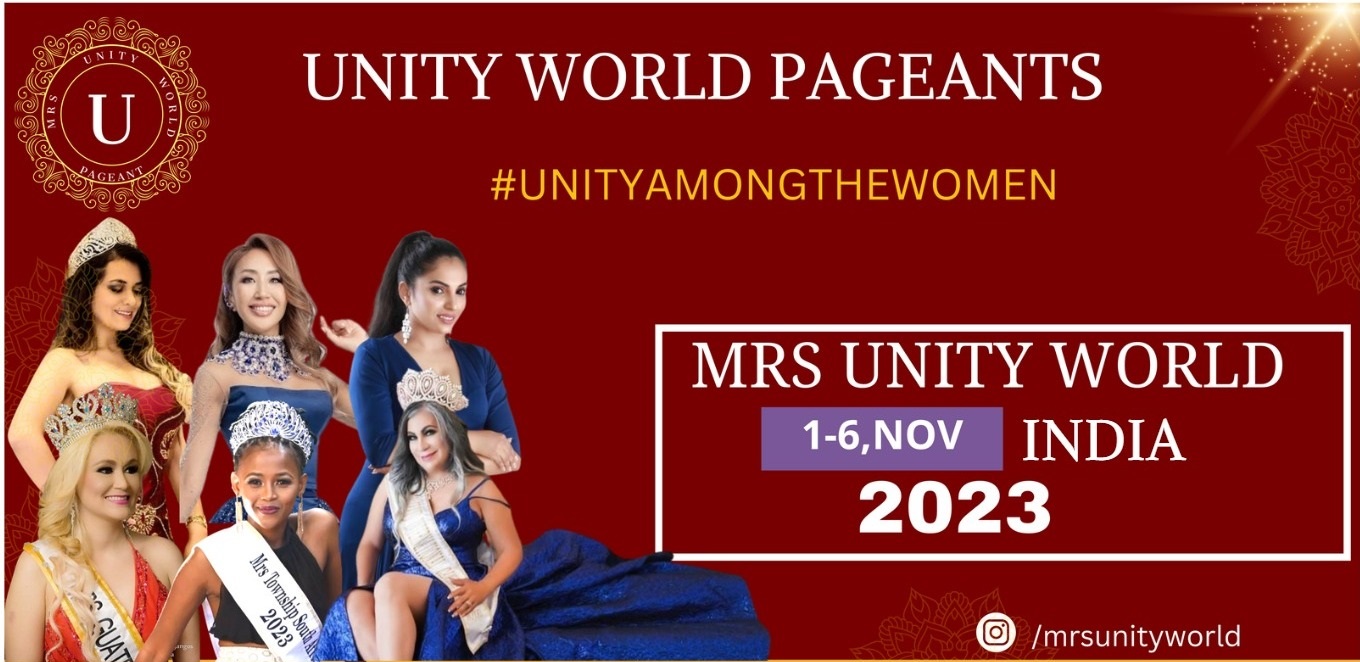 MRS UNITY WORLD
U
PAGEANT
UNITY WORLD PAGEANTS
#UNITYAMONGTHEWOMEN
MRS UNITY WORLD
1-6,NOV INDIA
2023
Mrs Township
2023
/mrsunityworld